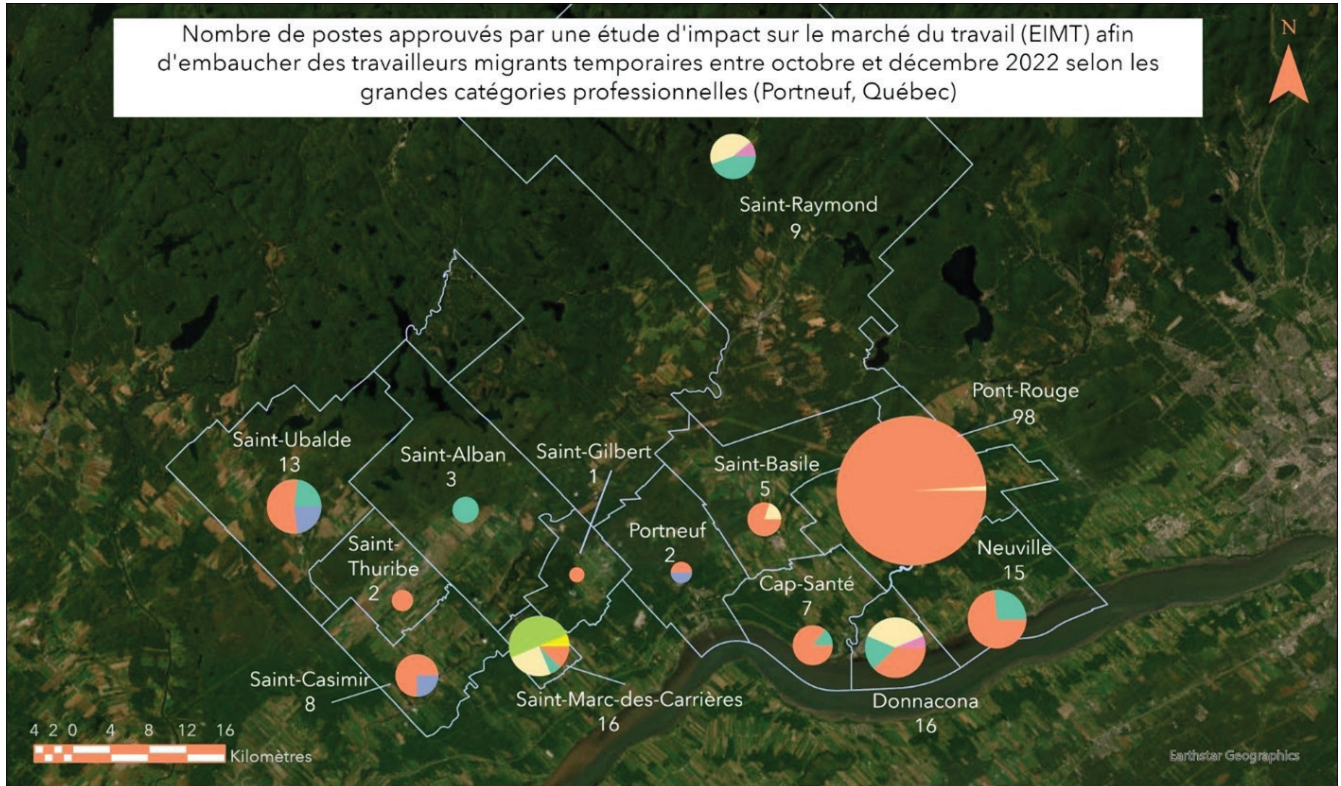 Nombre de postes approuvés par une étude d'impact sur le marché du travail (EIMT) afin
d'embaucher des travailleurs migrants temporaires entre octobre et décembre 2022 selon les
grandes catégories professionnelles (Portneuf, Québec)
N
Saint-Raymond
9
Pont-Rouge
98
Saint-Ubalde
13
Saint-Alban
3
Saint-Gilbert
1
Saint-Basile
5
Portneuf
2
Saint-
Thuribe
2
Neuville
15
Cap-Santé
7
Saint-Casimir
8
Saint-Marc-des-Carrières
16
Donnacona
16
4 2 0 4 8 12 16
Kilomètres
Earthstar Geographics